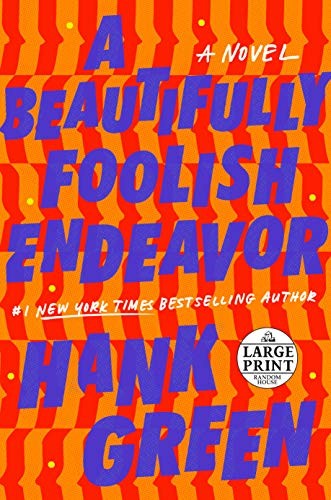 A
A NOVEL
BEAUTIFULLY
FOOLISH
ENDEAVOR
#1 NEW YORK TIMES BESTSELLING AUTHOR
HANK
GREEN
LARGE
PRINT
RANDOM
HOUSE